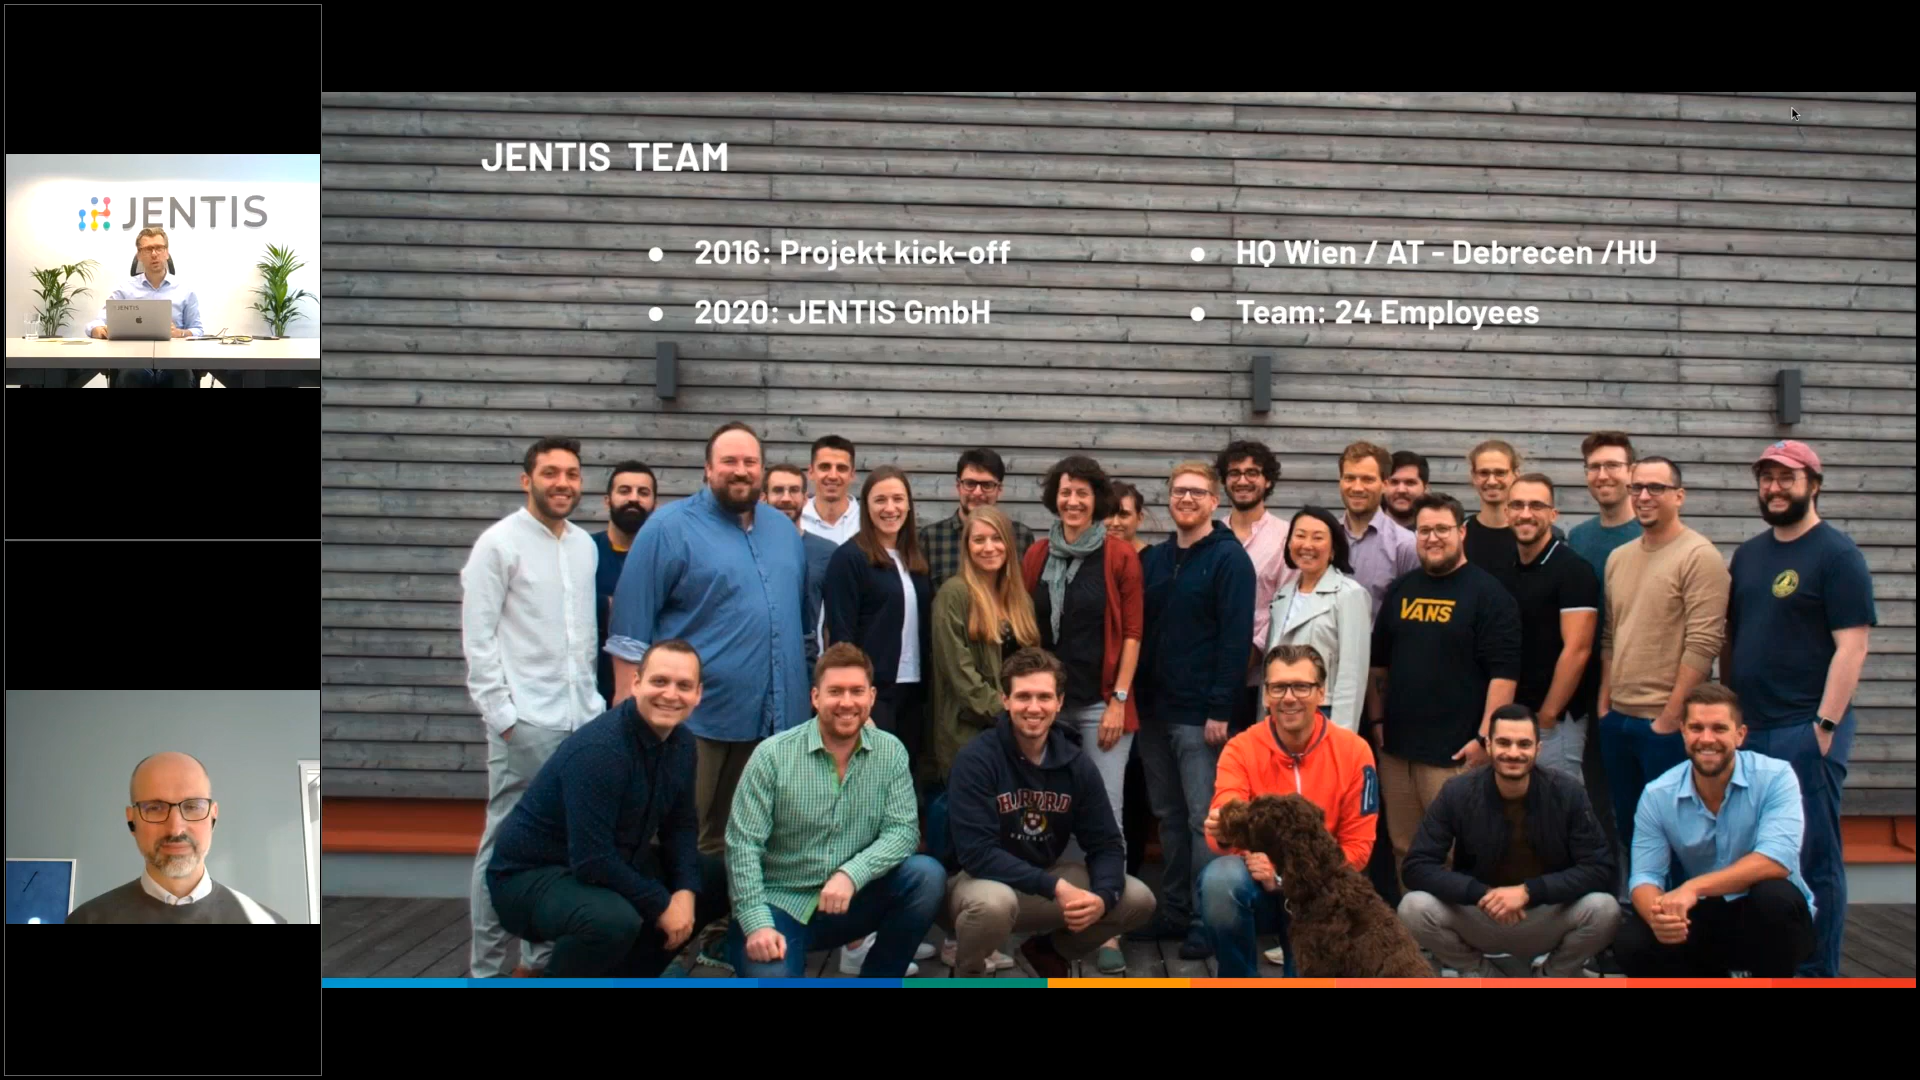 JENTIS
JENTIS
JENTIS TEAM
2016: Projekt kick-off
2020: JENTIS GmbH
HQ Wien / AT - Debrecen /HU
Team: 24 Employees
VANS